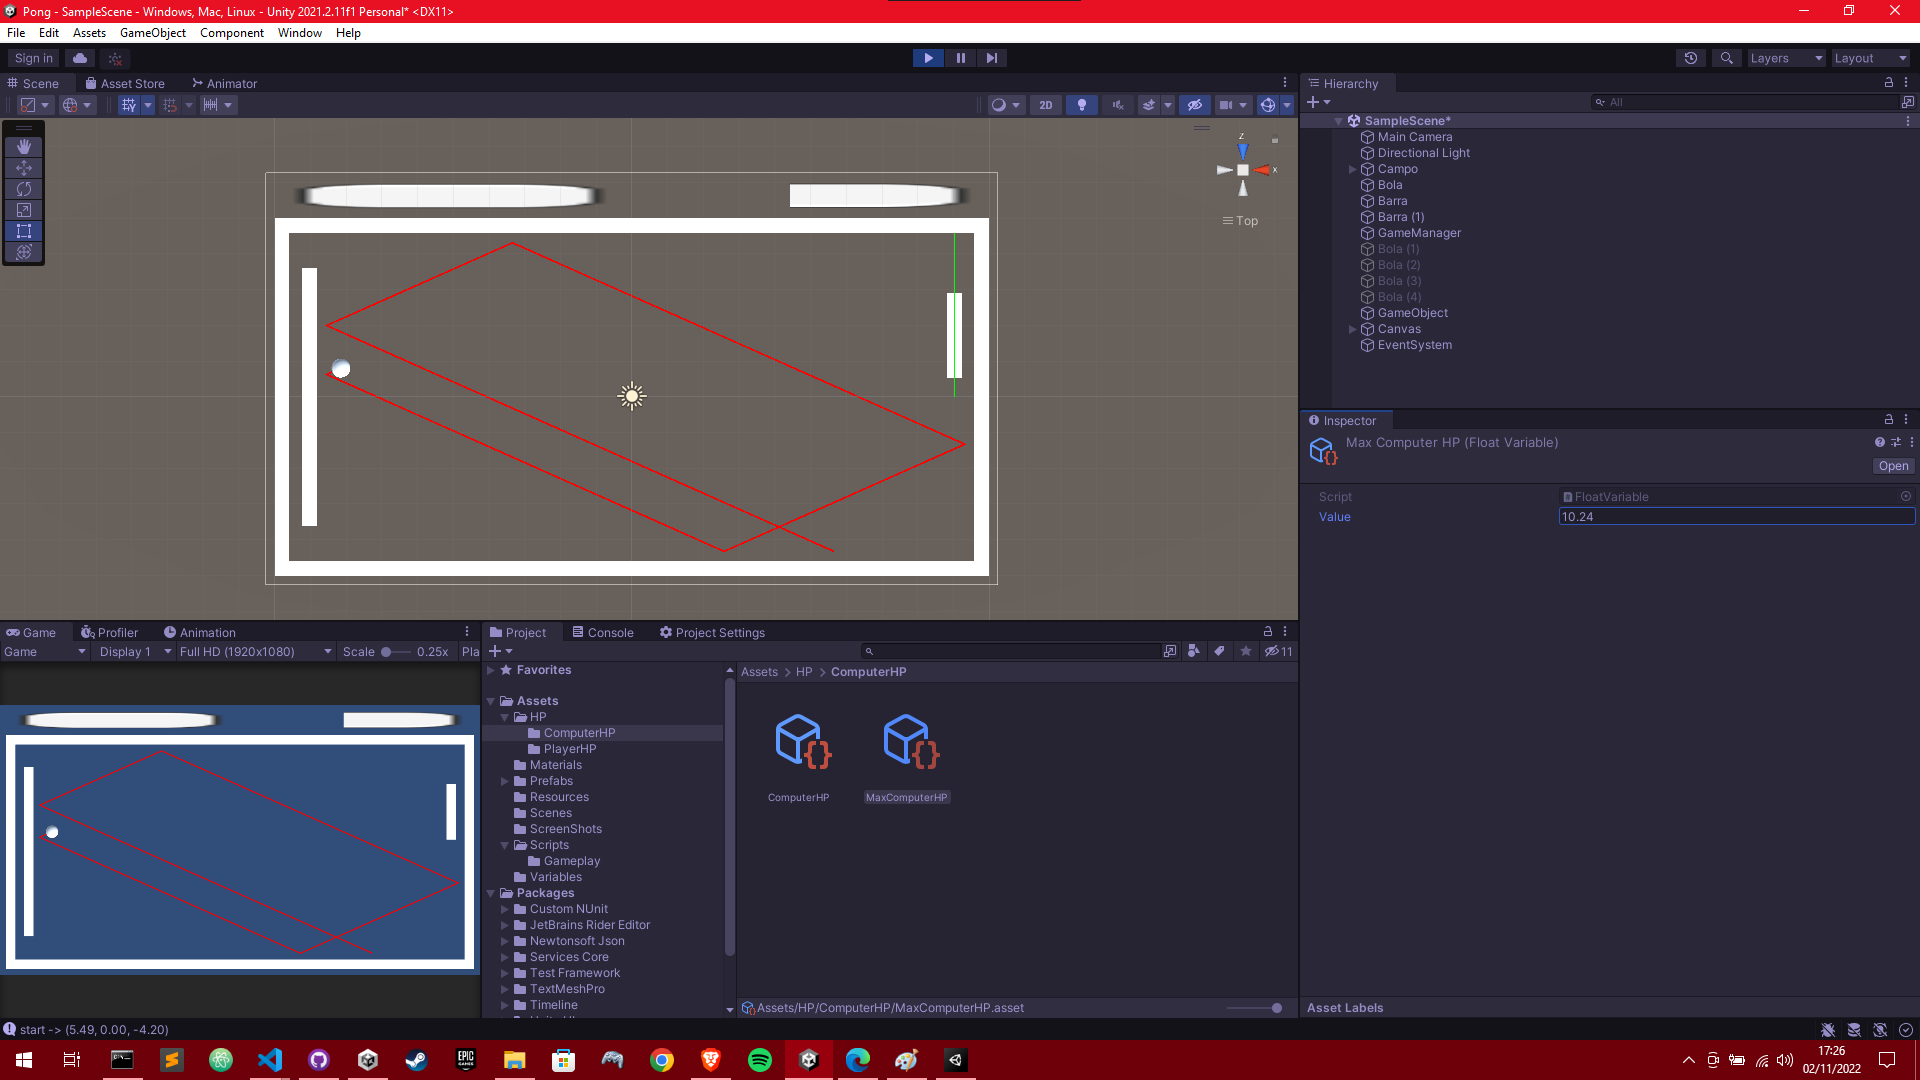 Pong - SampleScene - Windows, Mac, Linux - Unity 2021.2.11f1 Personal* <DX11>
File Edit Assets GameObject Component Window Help
Sign in
Layers
Layout
Scene
Asset Store
Animator
2D
z
x
Top
Hierarchy
All
SampleScene*
Main Camera
Directional Light
Campo
Bola
Barra
Barra (1)
GameManager
Bola (1)
Bola (2)
Bola (3)
Bola (4)
GameObject
Canvas
EventSystem
Inspector
Max Computer HP (Float Variable)
Open
Script
FloatVariable
Value
10.24
Asset Labels
Game
Profiler
Animation
Game
Display 1
Full HD (1920x1080)
Scale
0.25x
Pla
Project
Console
Project Settings
11
Favorites
Assets
HP
ComputerHP
PlayerHP
Materials
Prefabs
Resources
Scenes
ScreenShots
Scripts
Gameplay
Variables
Packages
Custom NUnit
JetBrains Rider Editor
Newtonsoft Json
Services Core
Test Framework
TextMeshPro
Timeline
Assets > HP > ComputerHP
ComputerHP
MaxComputerHP
Assets/HP/ComputerHP/MaxComputerHP.asset
start -> (5.49, 0.00, -4.20)
EPIC GAMES
17:26
02/11/2022